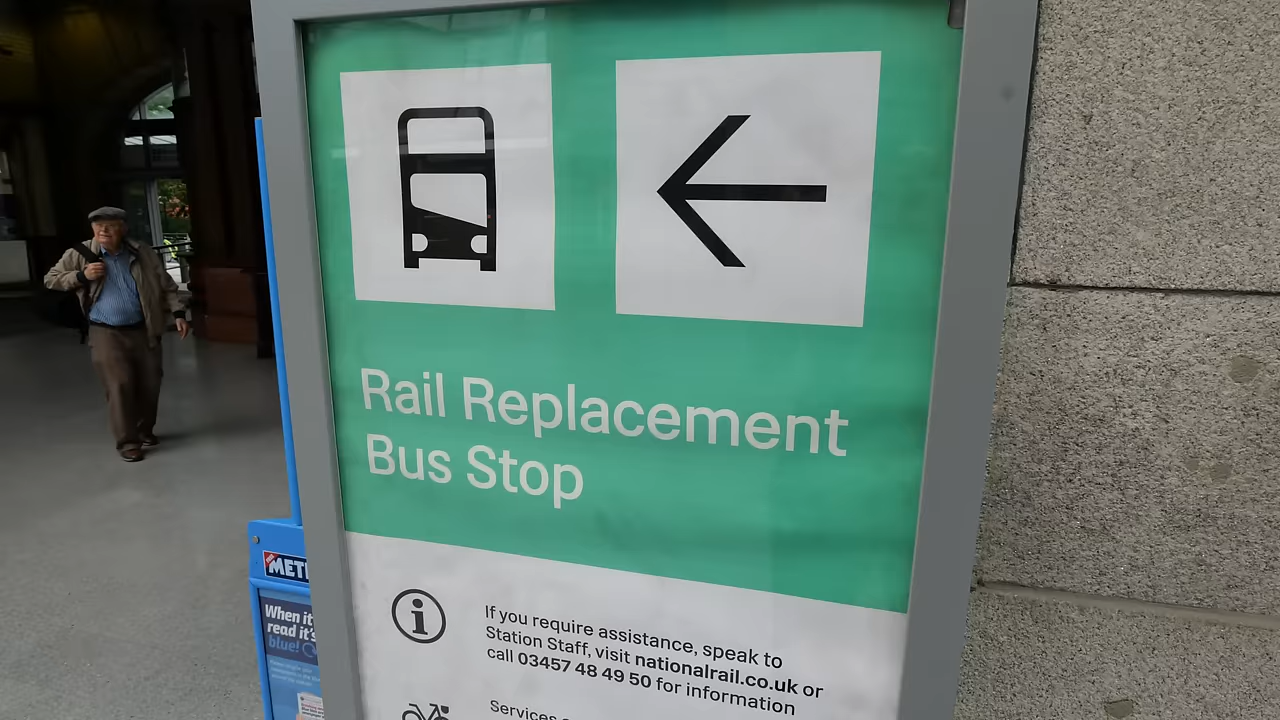 Rail Replacement
Bus Stop
If you require assistance, speak to
Station Staff, visit nationalrail.co.uk or
call 03457 48 49 50 for information
Services
When it
read it's
blue!